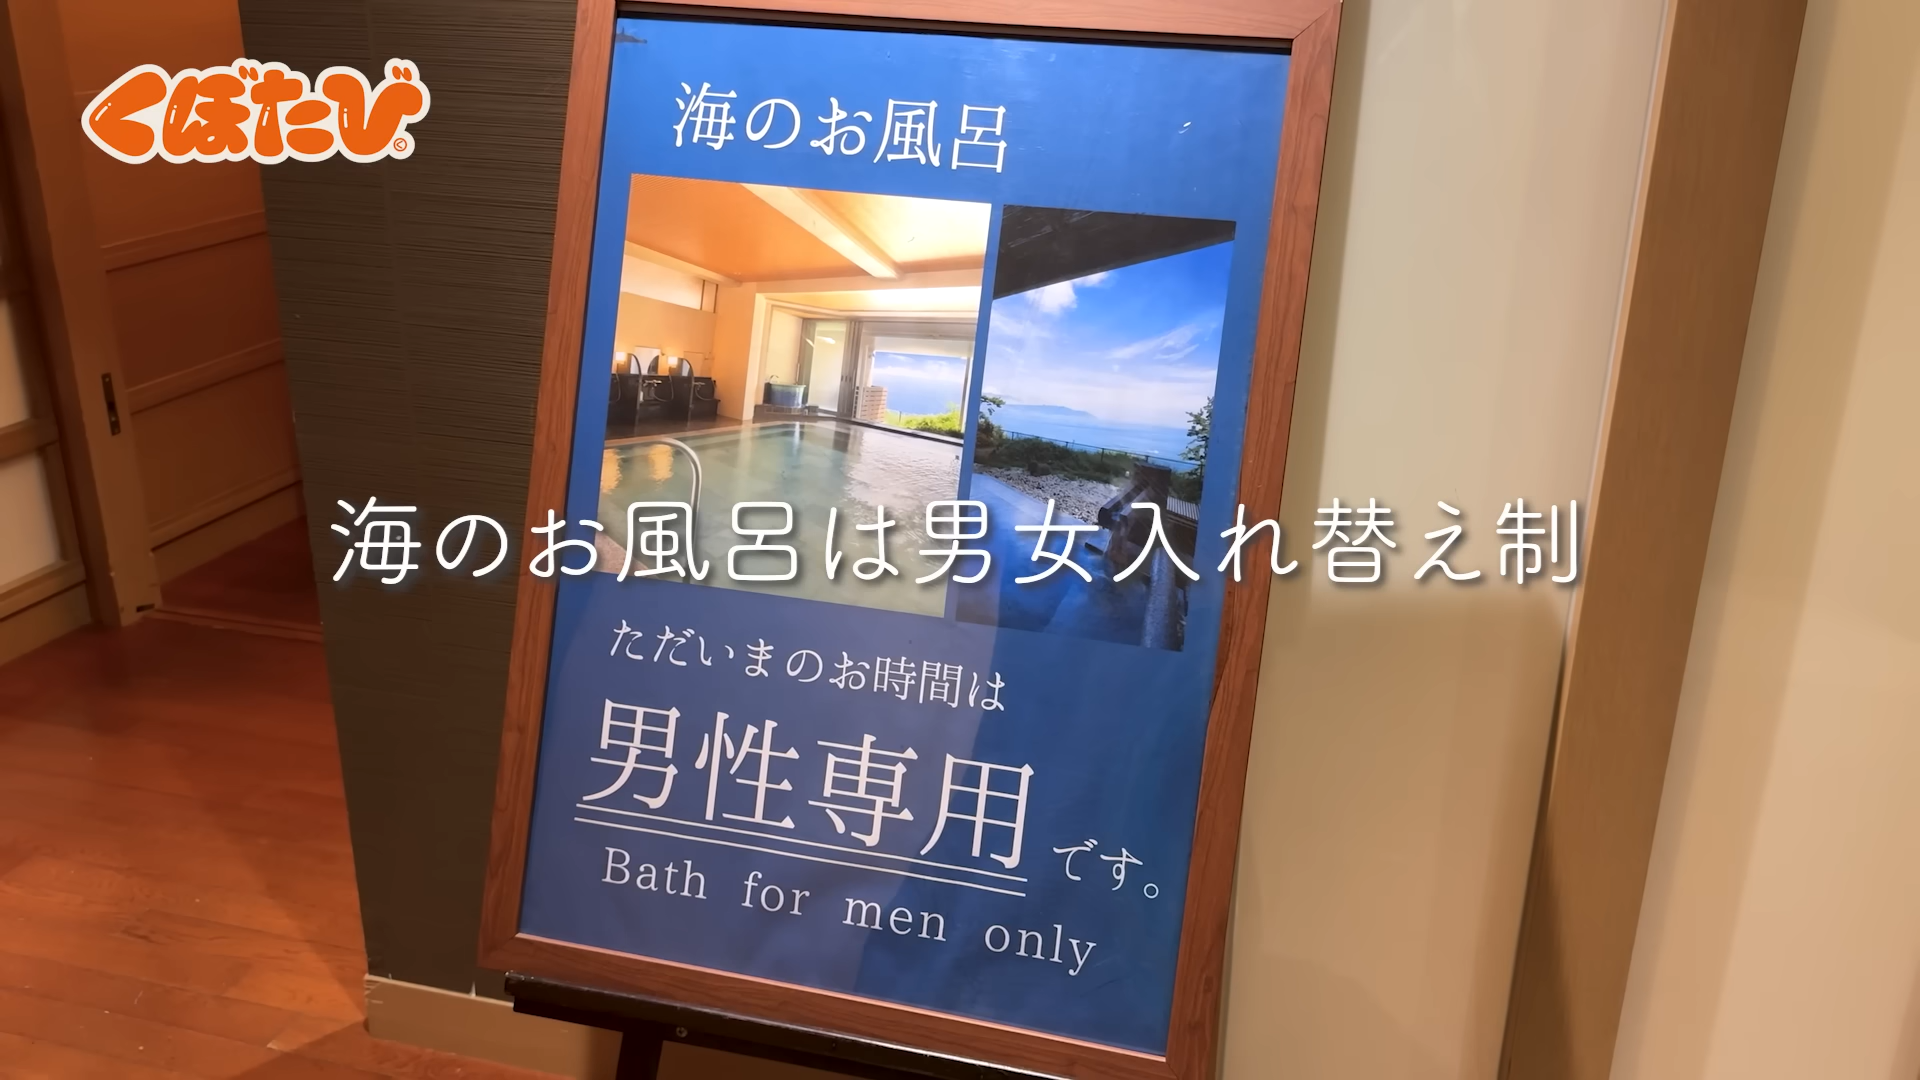 くぼたび
海のお風呂
海のお風呂は男女入れ替え制
ただいまのお時間は
男性専用です。
Bath for men only